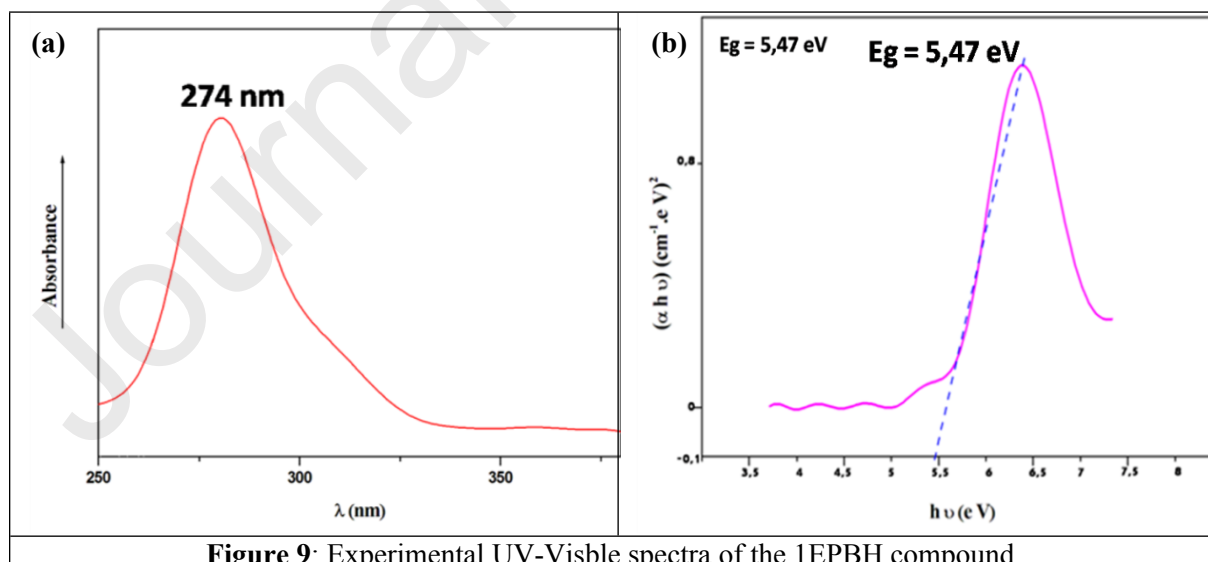 Journal
(a)
274 nm
Absorbance
250
300
350
λ (nm)
(b)
Eg = 5,47 eV
Eg = 5,47 eV
(α h υ) (cm⁻¹.e V)²
0,8
0
-0,1
3,5
4
4,5
5
5,5
6
6,5
7
7,5
8
h υ (e V)
Figure 9: Experimental UV-Visble spectra of the 1EPBH compound